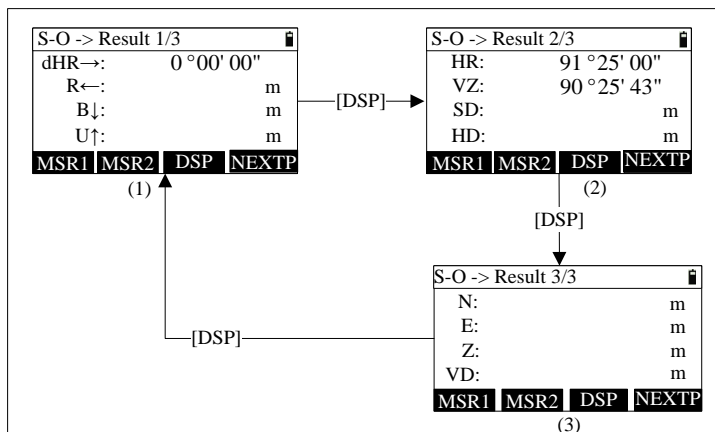 S-O -> Result 1/3
dHR→: 0°00'00"
R←: m
B↓: m
U↑: m
MSR1 MSR2 DSP NEXTP
(1)
[DSP]
S-O -> Result 2/3
HR: 91°25'00"
VZ: 90°25'43"
SD: m
HD: m
MSR1 MSR2 DSP NEXTP
(2)
[DSP]
S-O -> Result 3/3
N: m
E: m
Z: m
VD: m
MSR1 MSR2 DSP NEXTP
(3)
[DSP]